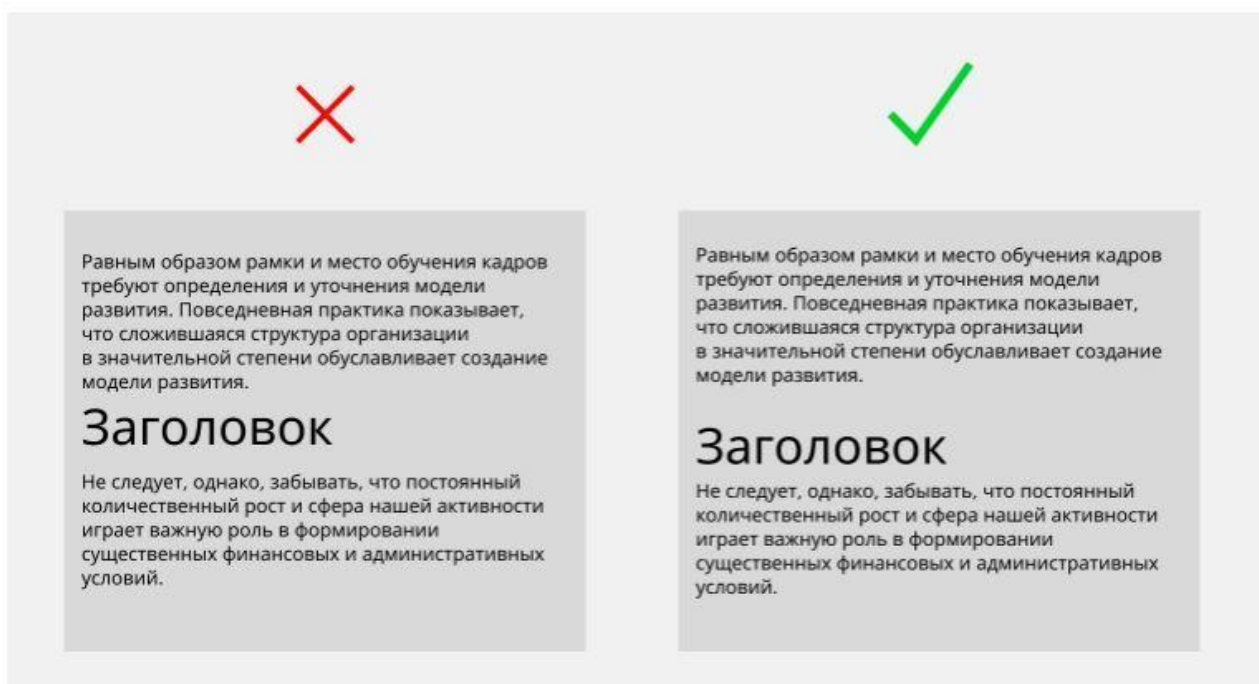 Равным образом рамки и место обучения кадров
требуют определения и уточнения модели
развития. Повседневная практика показывает,
что сложившаяся структура организации
в значительной степени обуславливает создание
модели развития.
Заголовок
Не следует, однако, забывать, что постоянный
количественный рост и сфера нашей активности
играет важную роль в формировании
существенных финансовых и административных
условий.
Равным образом рамки и место обучения кадров
требуют определения и уточнения модели
развития. Повседневная практика показывает,
что сложившаяся структура организации
в значительной степени обуславливает создание
модели развития.
Заголовок
Не следует, однако, забывать, что постоянный
количественный рост и сфера нашей активности
играет важную роль в формировании
существенных финансовых и административных
условий.